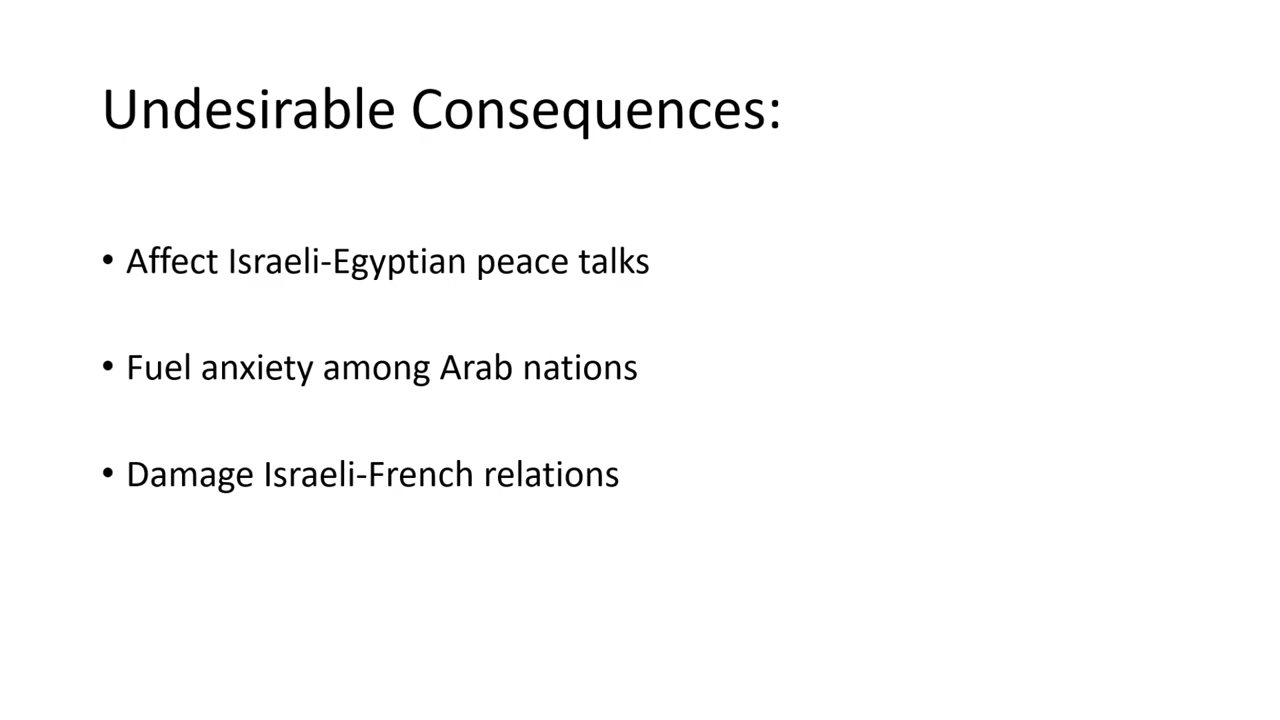 Undesirable Consequences:
• Affect Israeli-Egyptian peace talks
• Fuel anxiety among Arab nations
• Damage Israeli-French relations